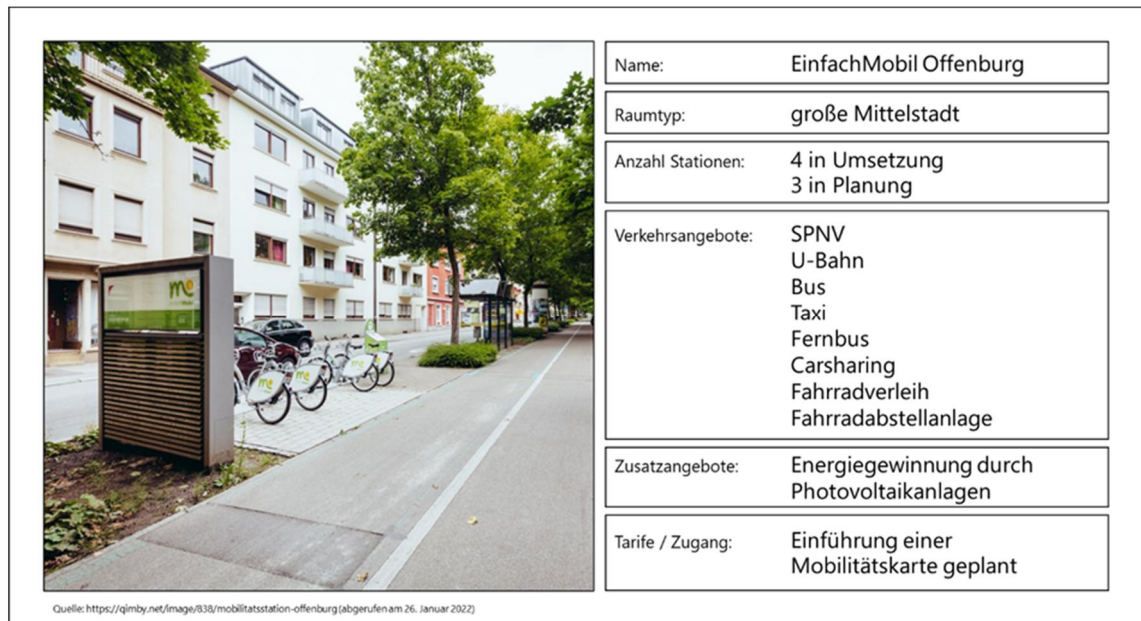 m
m
m
m
Name: EinfachMobil Offenburg
Raumtyp: große Mittelstadt
Anzahl Stationen: 4 in Umsetzung
3 in Planung
Verkehrsangebote: SPNV
U-Bahn
Bus
Taxi
Fernbus
Carsharing
Fahrradverleih
Fahrradabstellanlage
Zusatzangebote: Energiegewinnung durch
Photovoltaikanlagen
Tarife / Zugang: Einführung einer
Mobilitätskarte geplant
Quelle: https://qimby.net/image/838/mobilitatsstation-offenburg (abgerufen am 26. Januar 2022)